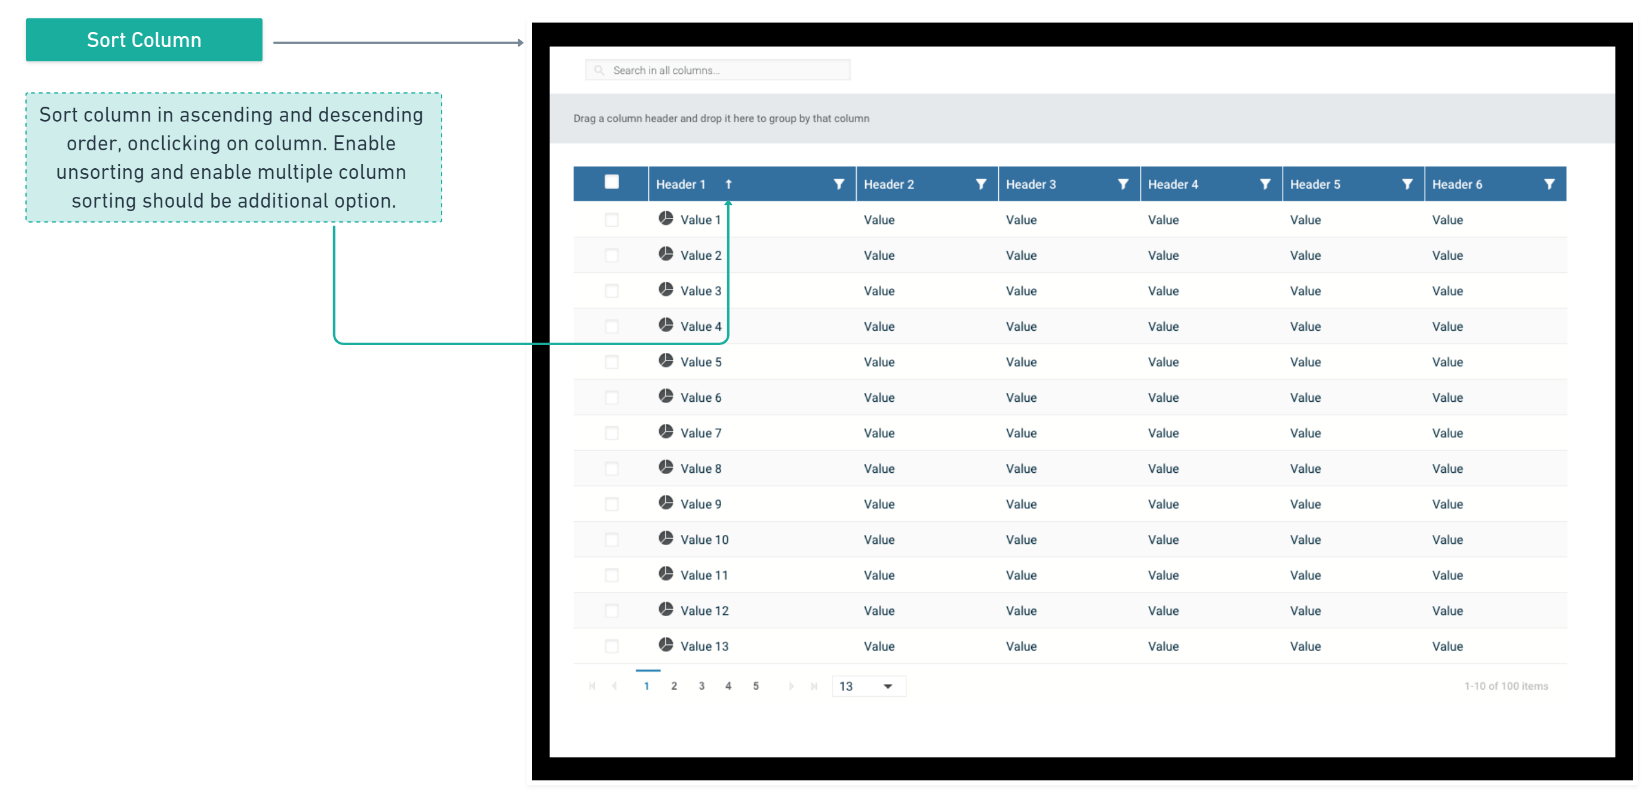 Sort Column
Sort column in ascending and descending
order, onclicking on column. Enable
unsorting and enable multiple column
sorting should be additional option.
Search in all columns...
Drag a column header and drop it here to group by that column
Header 1 Header 2 Header 3 Header 4 Header 5 Header 6
Value 1 Value Value Value Value Value
Value 2 Value Value Value Value Value
Value 3 Value Value Value Value Value
Value 4 Value Value Value Value Value
Value 5 Value Value Value Value Value
Value 6 Value Value Value Value Value
Value 7 Value Value Value Value Value
Value 8 Value Value Value Value Value
Value 9 Value Value Value Value Value
Value 10 Value Value Value Value Value
Value 11 Value Value Value Value Value
Value 12 Value Value Value Value Value
Value 13 Value Value Value Value Value
1 2 3 4 5 13 1-10 of 100 items